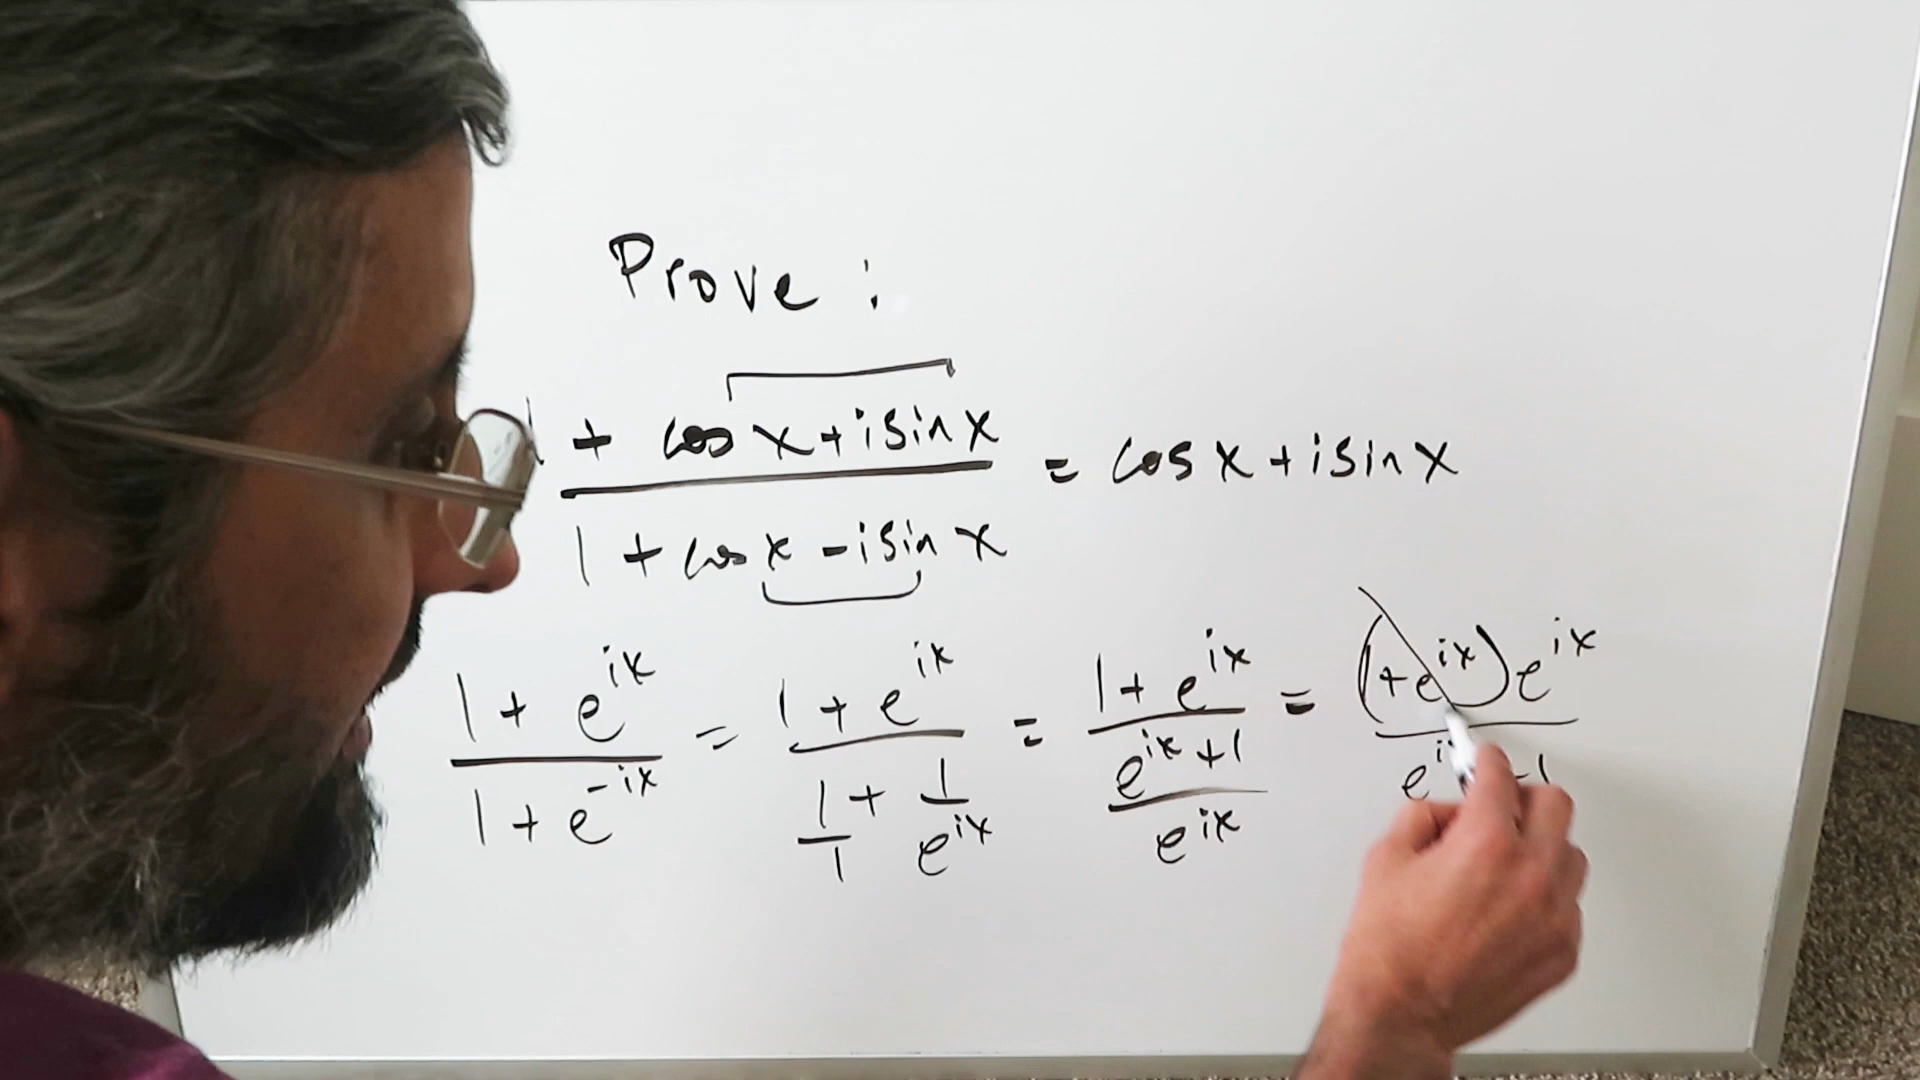 Prove :
1 + cos x + i sin x
= cos x + i sin x
1 + cos x - i sin x
1 + e^{ix} = 1 + e^{ix} = 1 + e^{ix} = (1 + e^{ix}) e^{ix}
1 + e^{-ix} 1/1 + 1/e^{ix} e^{ix} + 1 e^{i
e^{ix}